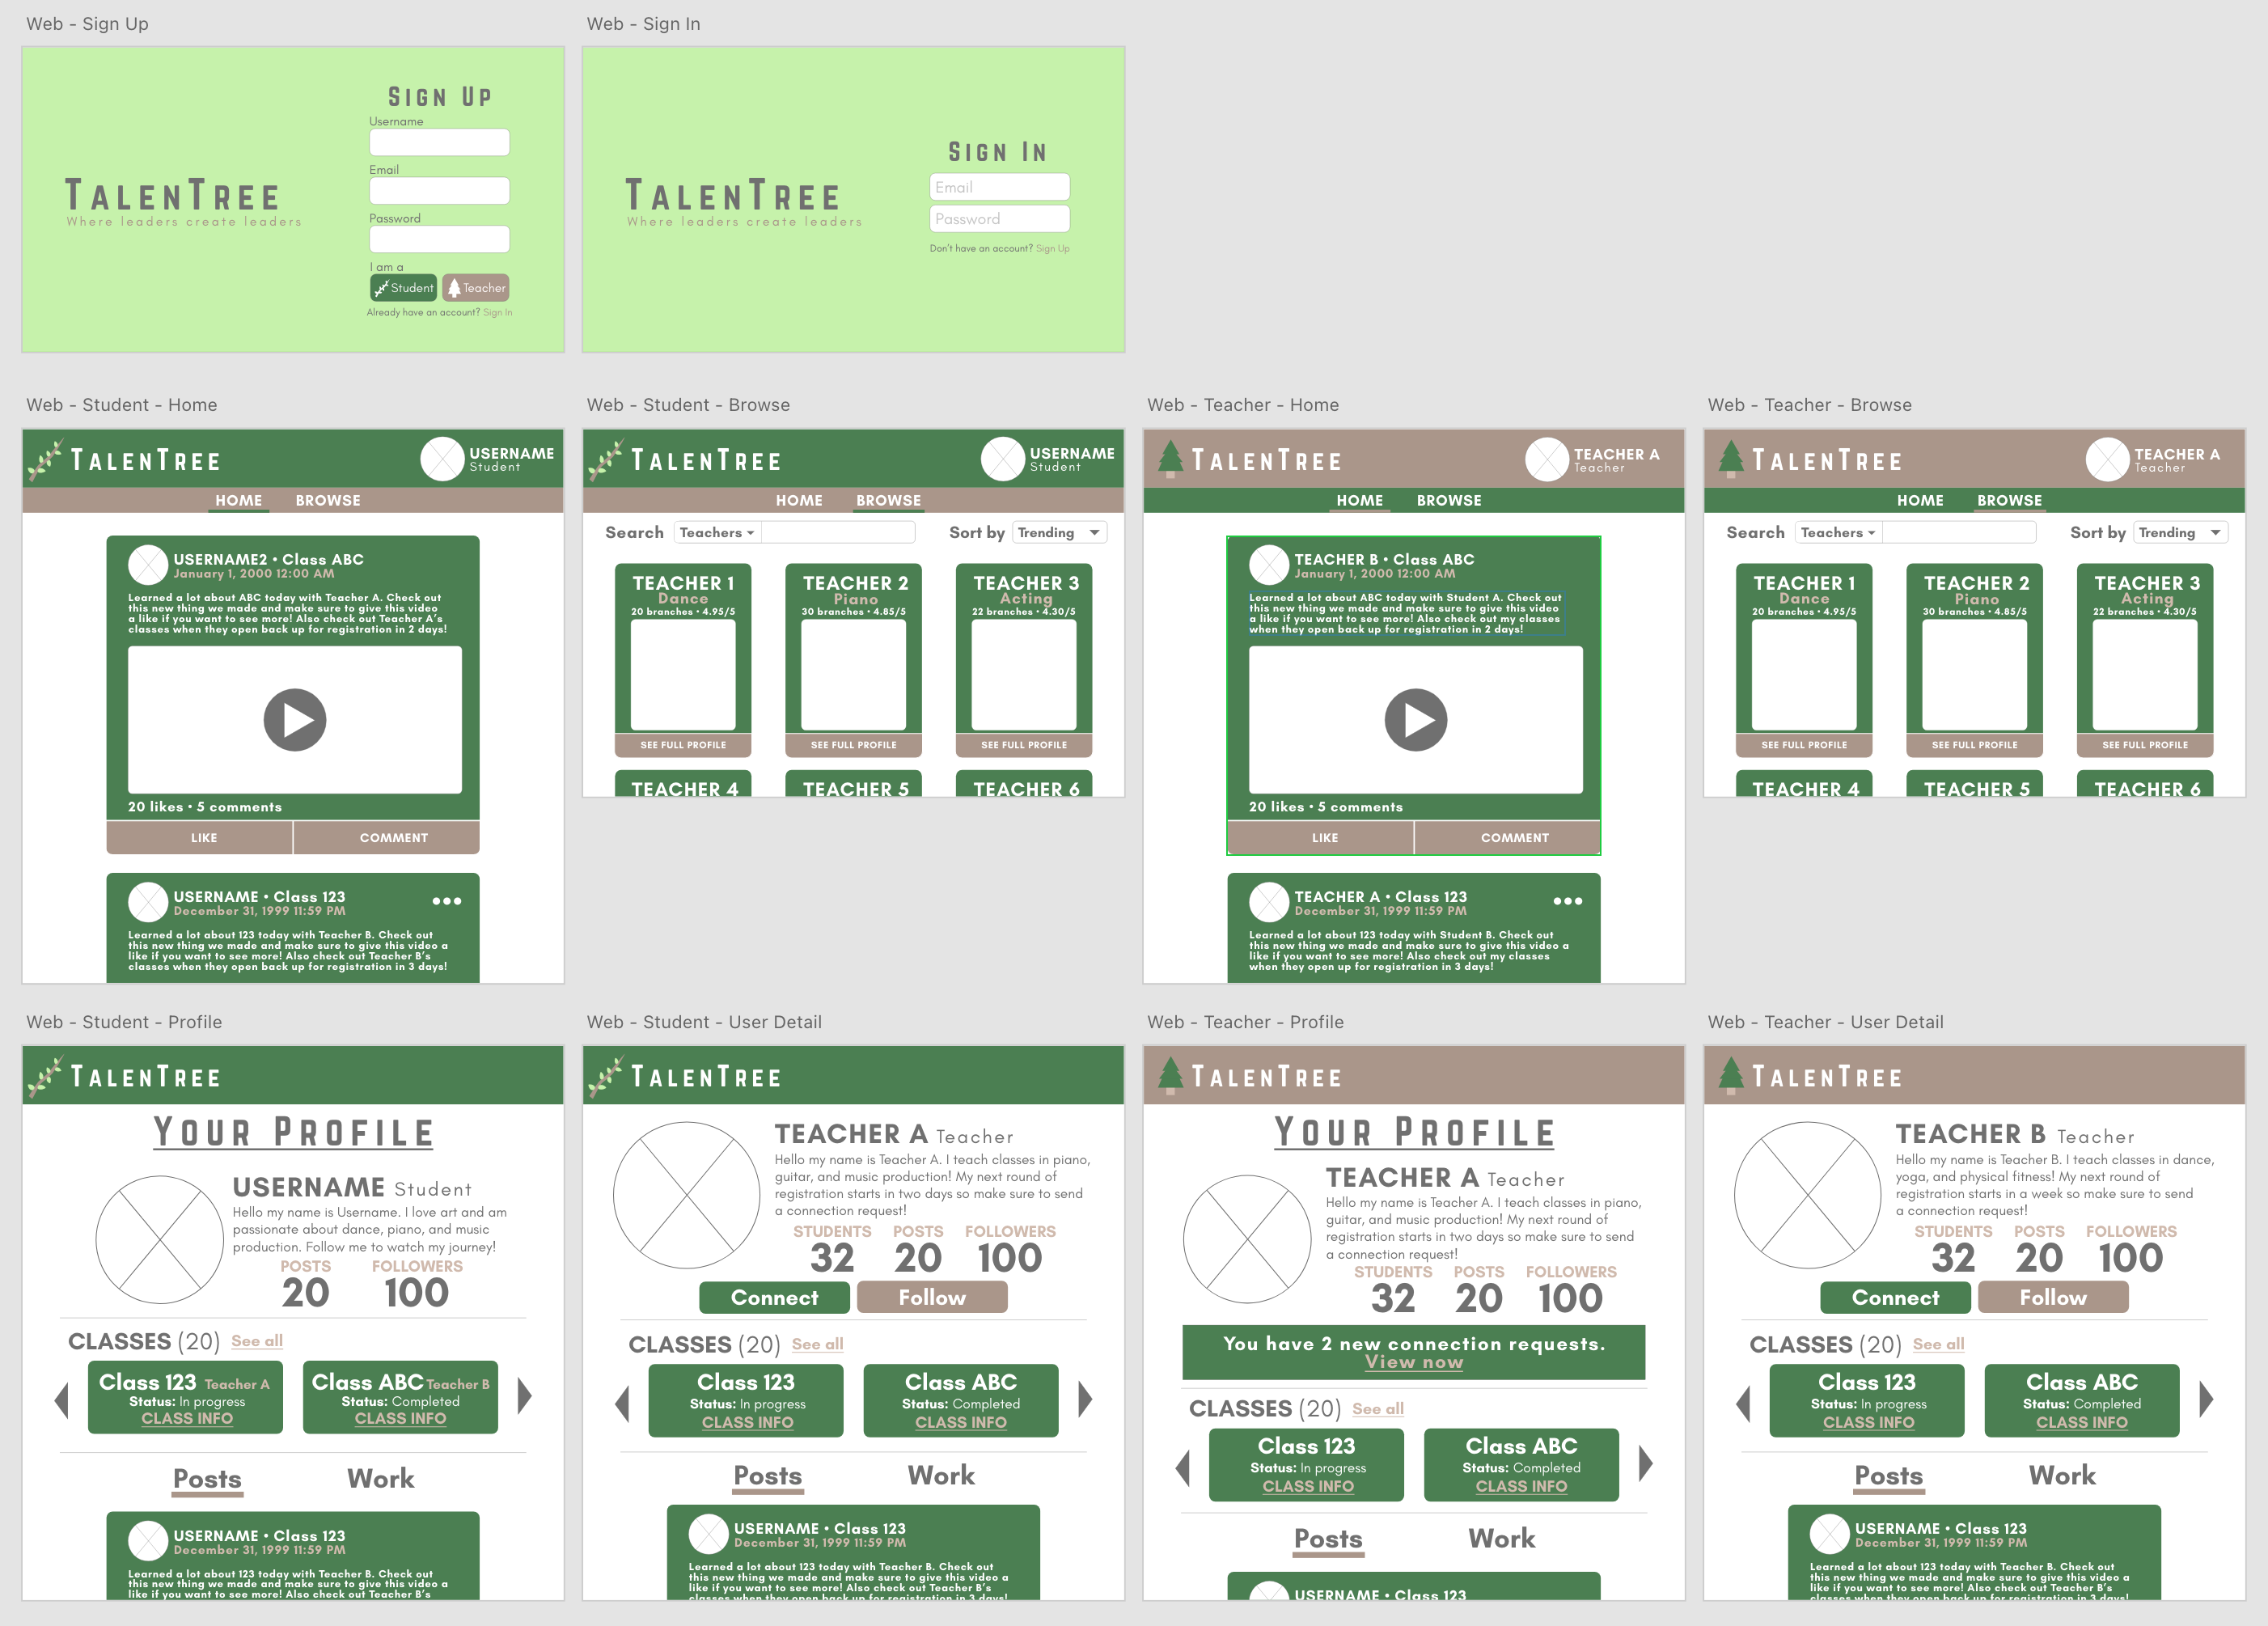 Web - Sign Up
TALENTREE
Where leaders create leaders
SIGN UP
Username
Email
Password
I am a
Student
Teacher
Already have an account? Sign In
Web - Sign In
TALENTREE
Where leaders create leaders
SIGN IN
Email
Password
Don't have an account? Sign Up
Web - Student - Home
TALENTREE
USERNAME
Student
HOME BROWSE
USERNAME2 • Class ABC
January 1, 2000 12:00 AM
Learned a lot about ABC today with Teacher A. Check out
this new thing we made and make sure to give this video
a like if you want to see more! Also check out Teacher A's
classes when they open back up for registration in 2 days!
20 likes • 5 comments
LIKE
COMMENT
USERNAME • Class 123
December 31, 1999 11:59 PM
Learned a lot about 123 today with Teacher B. Check out
this new thing we made and make sure to give this video a
like if you want to see more! Also check out Teacher B's
classes when they open back up for registration in 3 days!
Web - Student - Browse
TALENTREE
USERNAME
Student
HOME BROWSE
Search Teachers
Sort by Trending
TEACHER 1
Dance
20 branches • 4.95/5
SEE FULL PROFILE
TEACHER 2
Piano
30 branches • 4.85/5
SEE FULL PROFILE
TEACHER 3
Acting
22 branches • 4.30/5
SEE FULL PROFILE
TEACHER 4
TEACHER 5
TEACHER 6
Web - Teacher - Home
TALENTREE
TEACHER A
Teacher
HOME BROWSE
TEACHER B • Class ABC
January 1, 2000 12:00 AM
Learned a lot about ABC today with Student A. Check out
this new thing we made and make sure to give this video
a like if you want to see more! Also check out my classes
when they open back up for registration in 2 days!
20 likes • 5 comments
LIKE
COMMENT
TEACHER A • Class 123
December 31, 1999 11:59 PM
Learned a lot about 123 today with Student B. Check out
this new thing we made and make sure to give this video a
like if you want to see more! Also check out my classes
when they open up for registration in 3 days!
Web - Teacher - Browse
TALENTREE
TEACHER A
Teacher
HOME BROWSE
Search Teachers
Sort by Trending
TEACHER 1
Dance
20 branches • 4.95/5
SEE FULL PROFILE
TEACHER 2
Piano
30 branches • 4.85/5
SEE FULL PROFILE
TEACHER 3
Acting
22 branches • 4.30/5
SEE FULL PROFILE
TEACHER 4
TEACHER 5
TEACHER 6
Web - Student - Profile
TALENTREE
YOUR PROFILE
USERNAME Student
Hello my name is Username. I love art and am
passionate about dance, piano, and music
production. Follow me to watch my journey!
POSTS FOLLOWERS
20 100
CLASSES (20) See all
Class 123 Teacher A
Status: In progress
CLASS INFO
Class ABC Teacher B
Status: Completed
CLASS INFO
Posts Work
USERNAME • Class 123
December 31, 1999 11:59 PM
Learned a lot about 123 today with Teacher B. Check out
this new thing we made and make sure to give this video a
like if you want to see more! Also check out Teacher B's
Web - Student - User Detail
TALENTREE
TEACHER A Teacher
Hello my name is Teacher A. I teach classes in piano,
guitar, and music production! My next round of
registration starts in two days so make sure to send
a connection request!
STUDENTS POSTS FOLLOWERS
32 20 100
Connect
Follow
CLASSES (20) See all
Class 123
Status: In progress
CLASS INFO
Class ABC
Status: Completed
CLASS INFO
Posts Work
USERNAME • Class 123
December 31, 1999 11:59 PM
Learned a lot about 123 today with Teacher B. Check out
this new thing we made and make sure to give this video a
like if you want to see more! Also check out Teacher B's
classes when they open back up for registration in 3 days!
Web - Teacher - Profile
TALENTREE
YOUR PROFILE
TEACHER A Teacher
Hello my name is Teacher A. I teach classes in piano,
guitar, and music production! My next round of
registration starts in two days so make sure to send
a connection request!
STUDENTS POSTS FOLLOWERS
32 20 100
You have 2 new connection requests.
View now
CLASSES (20) See all
Class 123
Status: In progress
CLASS INFO
Class ABC
Status: Completed
CLASS INFO
Posts Work
USERNAME • Class 123
Web - Teacher - User Detail
TALENTREE
TEACHER B Teacher
Hello my name is Teacher B. I teach classes in dance,
yoga, and physical fitness! My next round of
registration starts in a week so make sure to send
a connection request!
STUDENTS POSTS FOLLOWERS
32 20 100
Connect
Follow
CLASSES (20) See all
Class 123
Status: In progress
CLASS INFO
Class ABC
Status: Completed
CLASS INFO
Posts Work
USERNAME • Class 123
December 31, 1999 11:59 PM
Learned a lot about 123 today with Teacher B. Check out
this new thing we made and make sure to give this video a
like if you want to see more! Also check out Teacher B's
classes when they open back up for registration in 3 days!